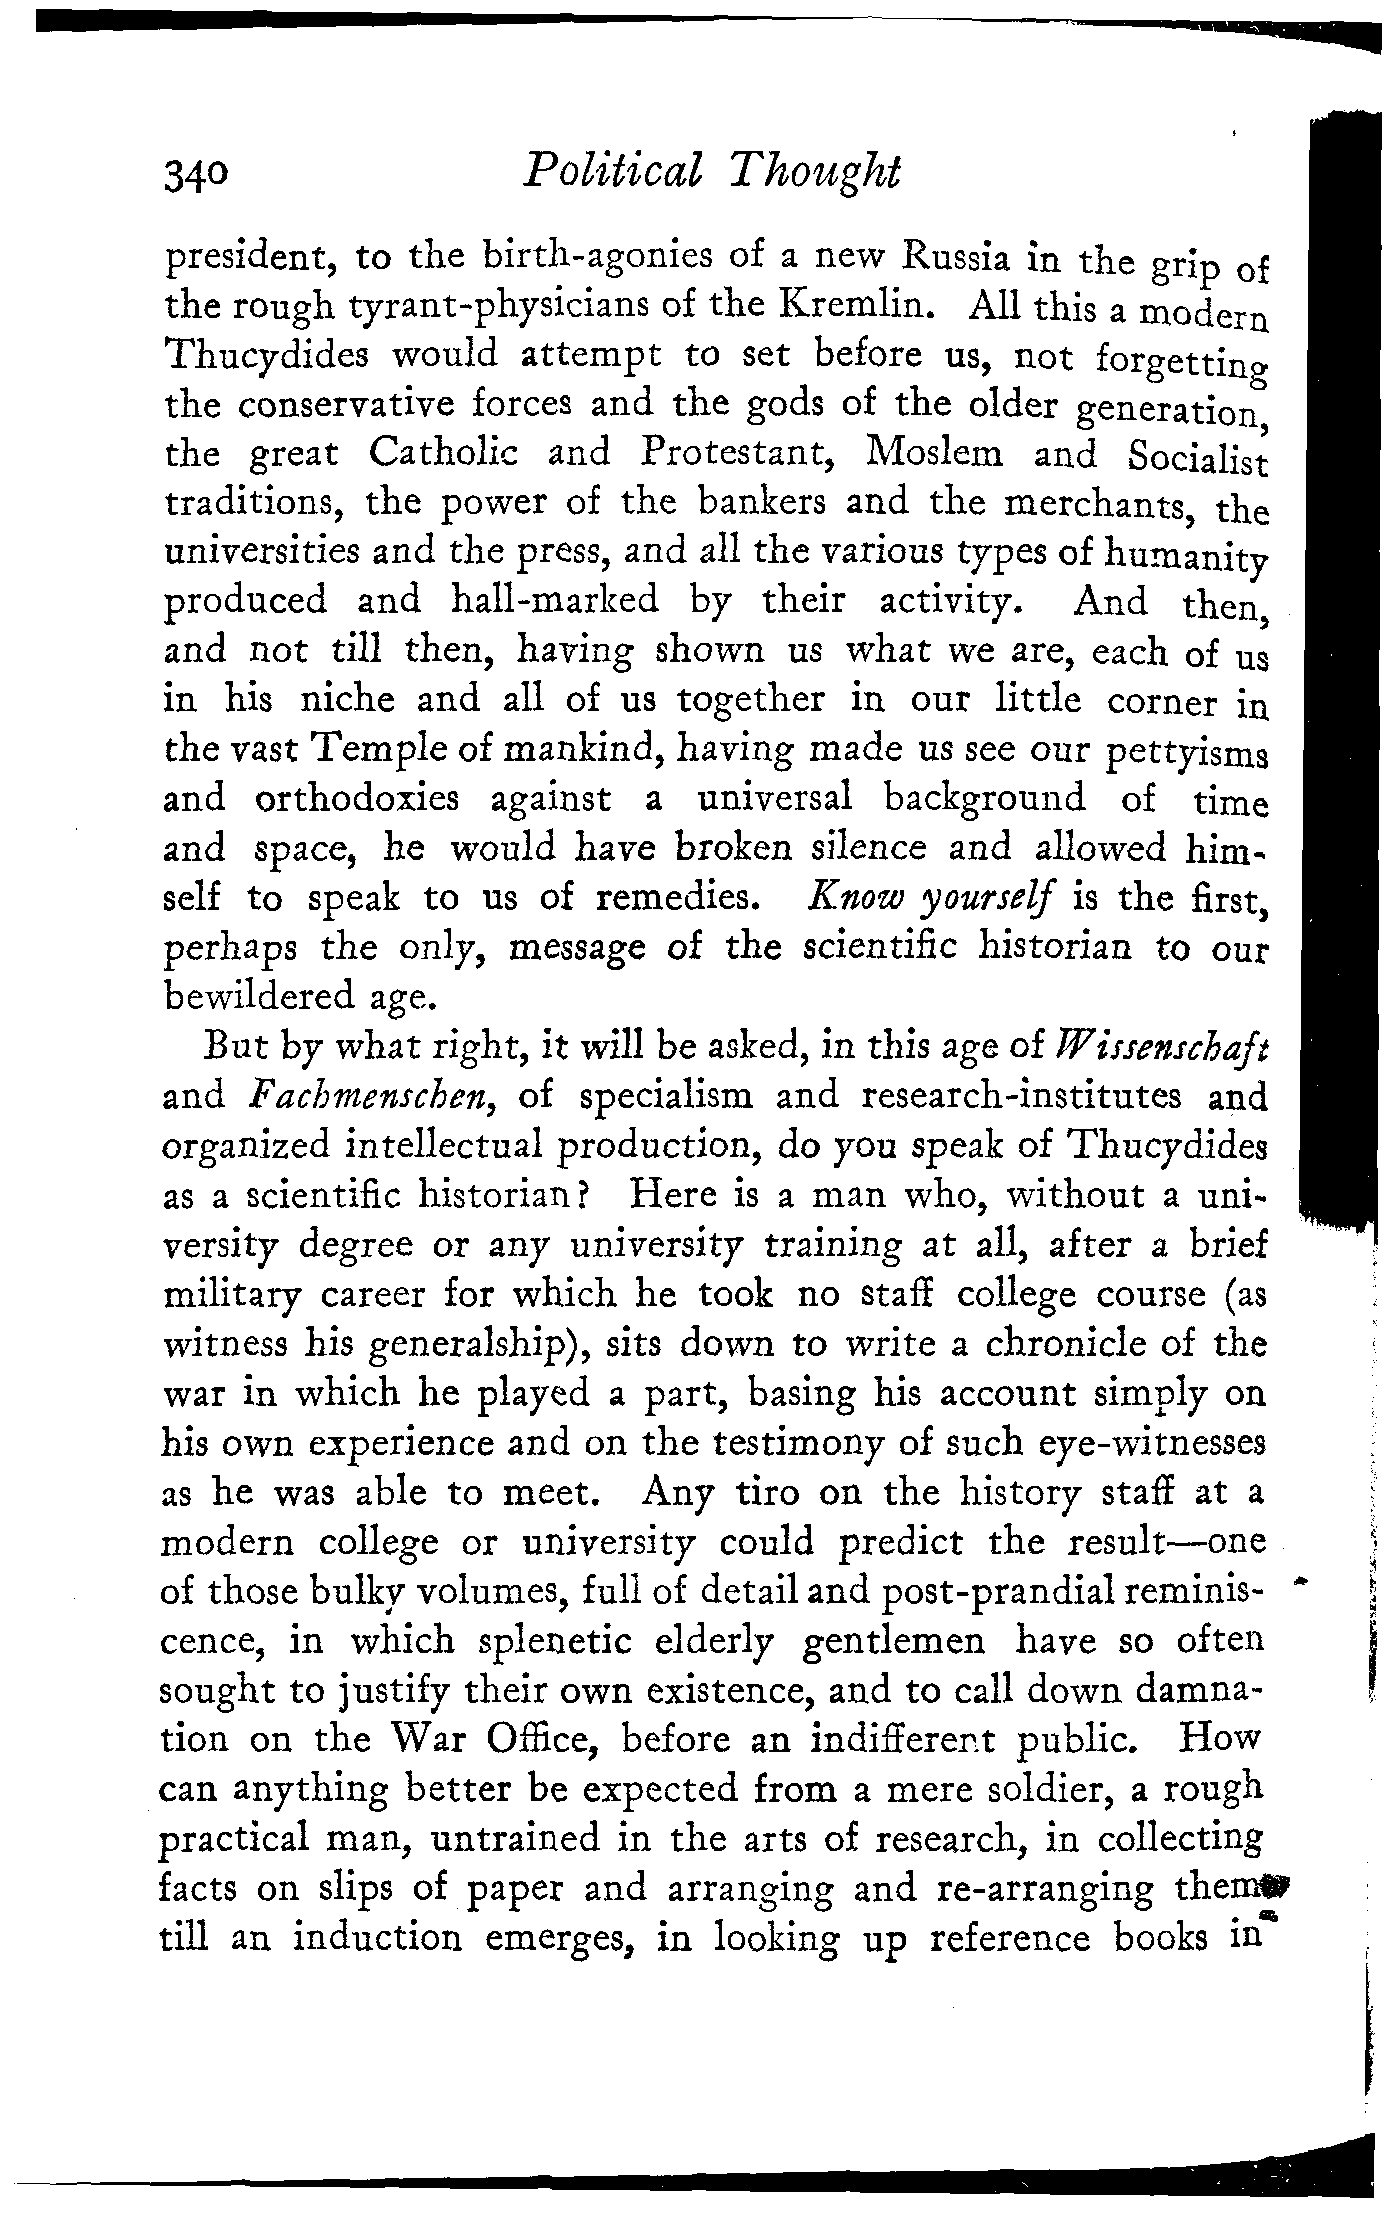 340 Political Thought
president, to the birth-agonies of a new Russia in the grip of
the rough tyrant-physicians of the Kremlin. All this a modern
Thucydides would attempt to set before us, not forgetting
the conservative forces and the gods of the older generation,
the great Catholic and Protestant, Moslem and Socialist
traditions, the power of the bankers and the merchants, the
universities and the press, and all the various types of humanity
produced and hall-marked by their activity. And then,
and not till then, having shown us what we are, each of us
in his niche and all of us together in our little corner in
the vast Temple of mankind, having made us see our pettyisms
and orthodoxies against a universal background of time
and space, he would have broken silence and allowed him-
self to speak to us of remedies. Know yourself is the first,
perhaps the only, message of the scientific historian to our
bewildered age.
But by what right, it will be asked, in this age of Wissenschaft
and Fachmenschen, of specialism and research-institutes and
organized intellectual production, do you speak of Thucydides
as a scientific historian? Here is a man who, without a uni-
versity degree or any university training at all, after a brief
military career for which he took no staff college course (as
witness his generalship), sits down to write a chronicle of the
war in which he played a part, basing his account simply on
his own experience and on the testimony of such eye-witnesses
as he was able to meet. Any tiro on the history staff at a
modern college or university could predict the result—one
of those bulky volumes, full of detail and post-prandial reminis-
cence, in which splenetic elderly gentlemen have so often
sought to justify their own existence, and to call down damna-
tion on the War Office, before an indifferent public. How
can anything better be expected from a mere soldier, a rough
practical man, untrained in the arts of research, in collecting
facts on slips of paper and arranging and re-arranging them
till an induction emerges, in looking up reference books in